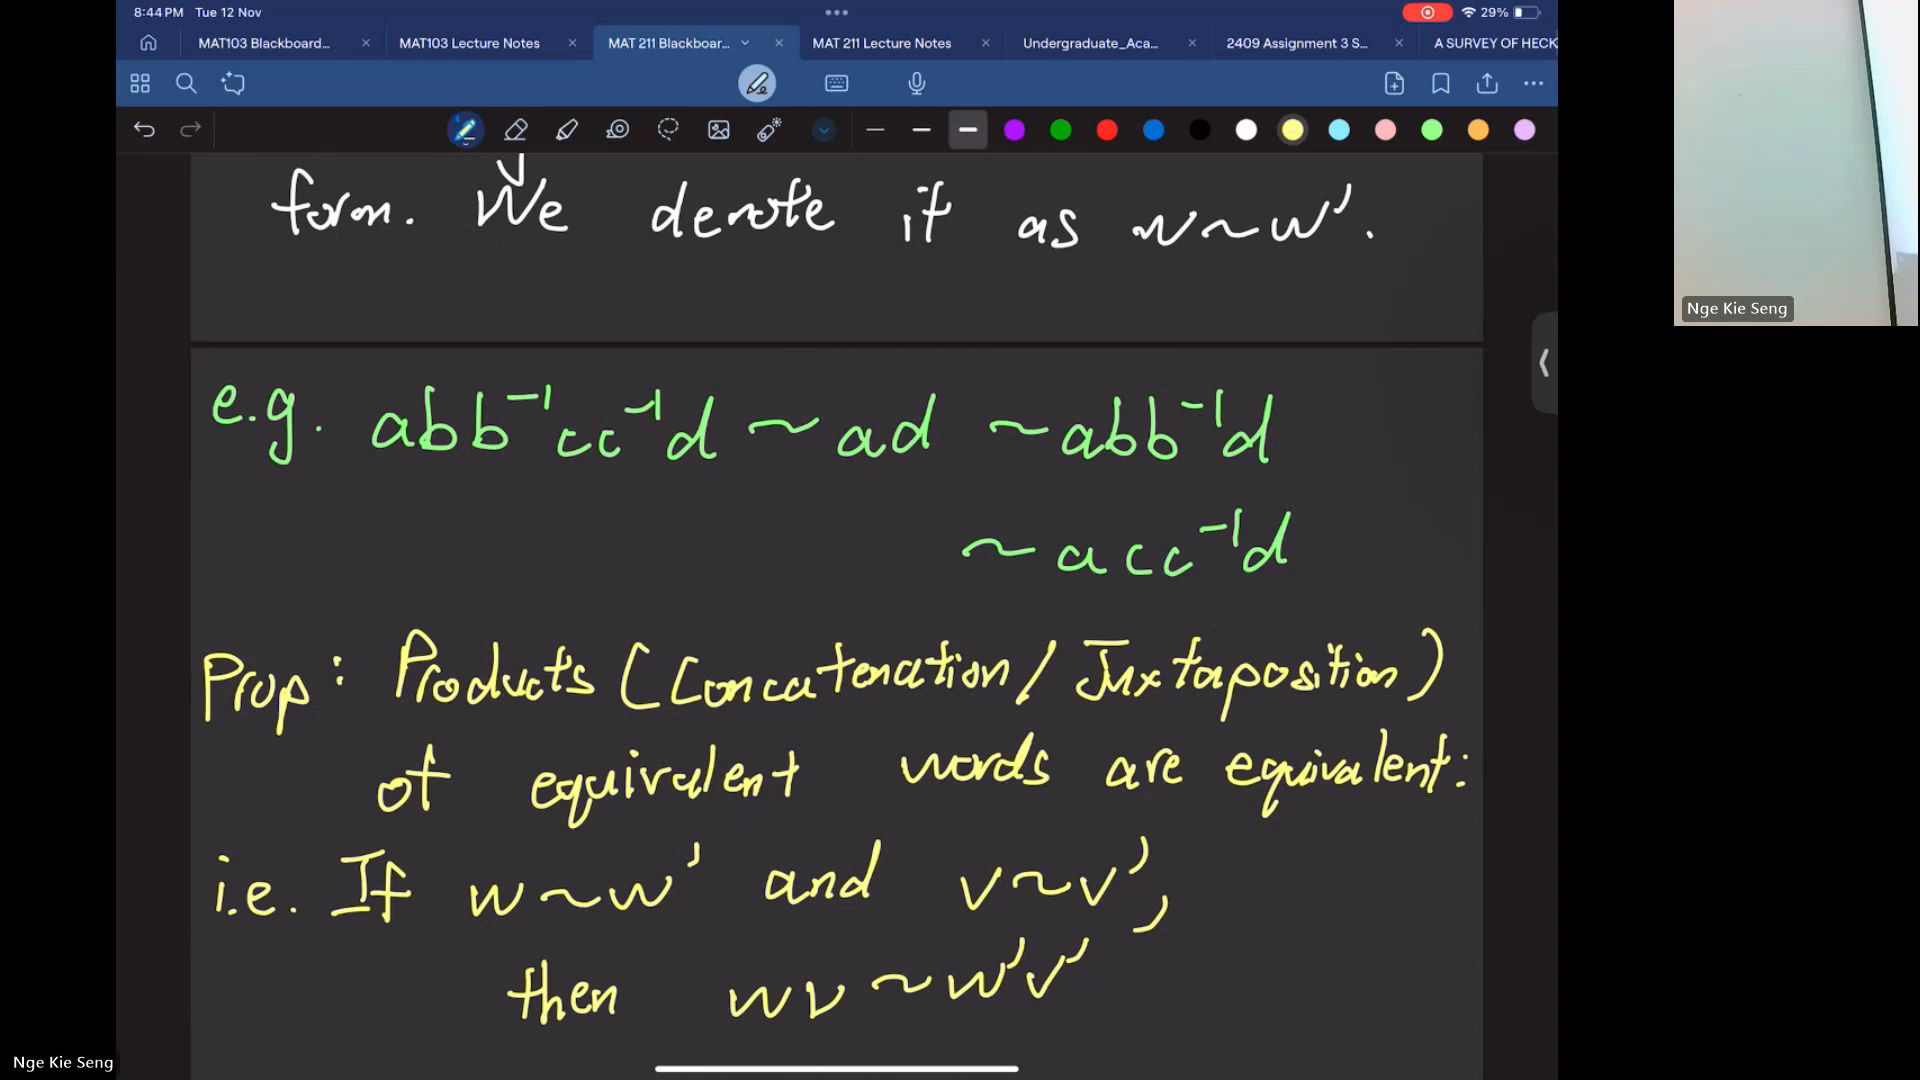 8:44 PM Tue 12 Nov
29%
MAT103 Blackboard...
MAT103 Lecture Notes
MAT 211 Blackboar...
MAT 211 Lecture Notes
Undergraduate_Aca...
2409 Assignment 3 S...
A SURVEY OF HECK
form. We denote it as w~w'.
e.g. abb⁻¹cc⁻¹d ~ ad ~ abb⁻¹d
~ acc⁻¹d
Prop: Products (Concatenation / Juxtaposition)
of equivalent words are equivalent:
i.e. If w~w' and v~v',
then wv ~ w'v'
Nge Kie Seng
Nge Kie Seng